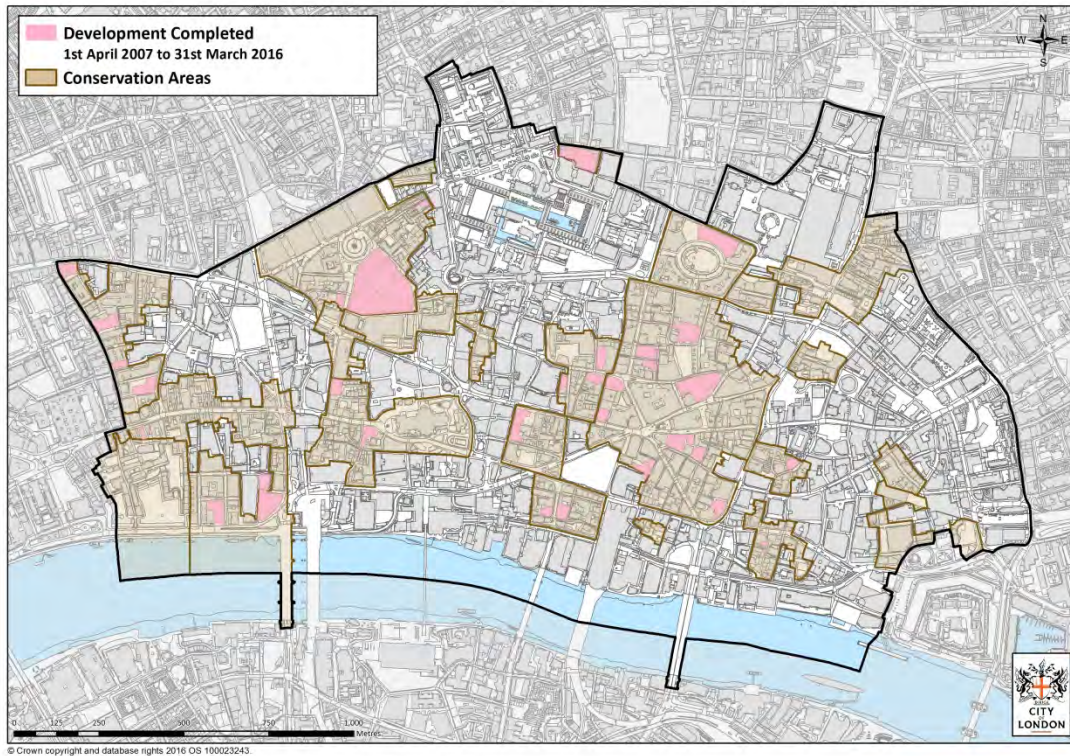 Development Completed
1st April 2007 to 31st March 2016
Conservation Areas
N
W E
S
0 125 250 500 750 1,000
Metres
CITY
OF
LONDON
© Crown copyright and database rights 2016 OS 100023243